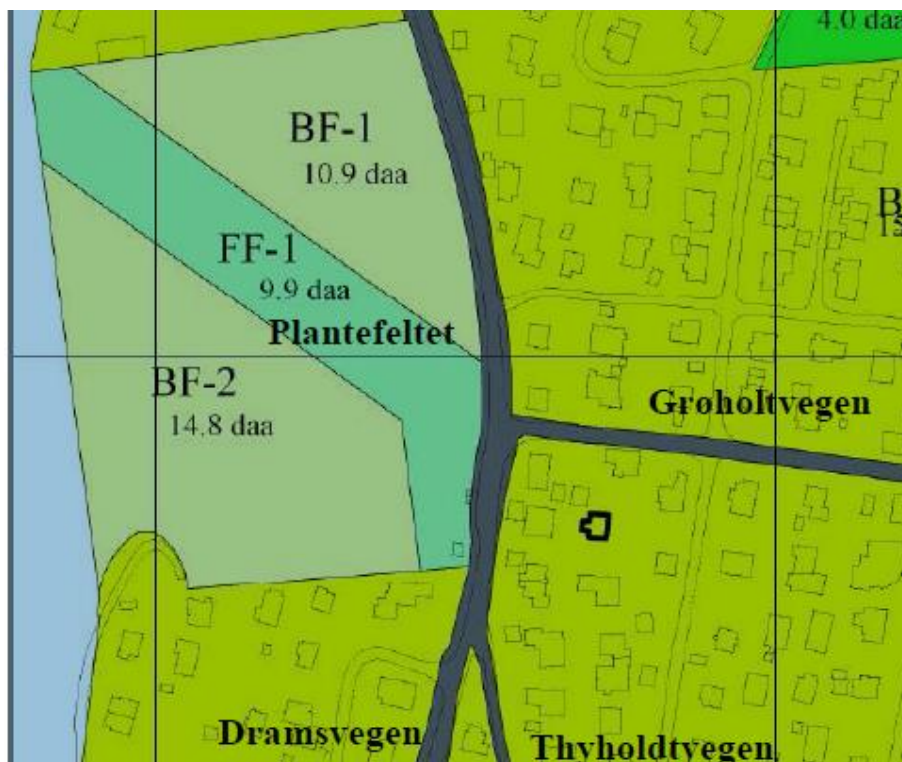 4.0 daa
BF-1
10.9 daa
FF-1
9.9 daa
Plantefeltet
BF-2
14.8 daa
Grøholtvegen
Dramsvegen
Thyholdtvegen